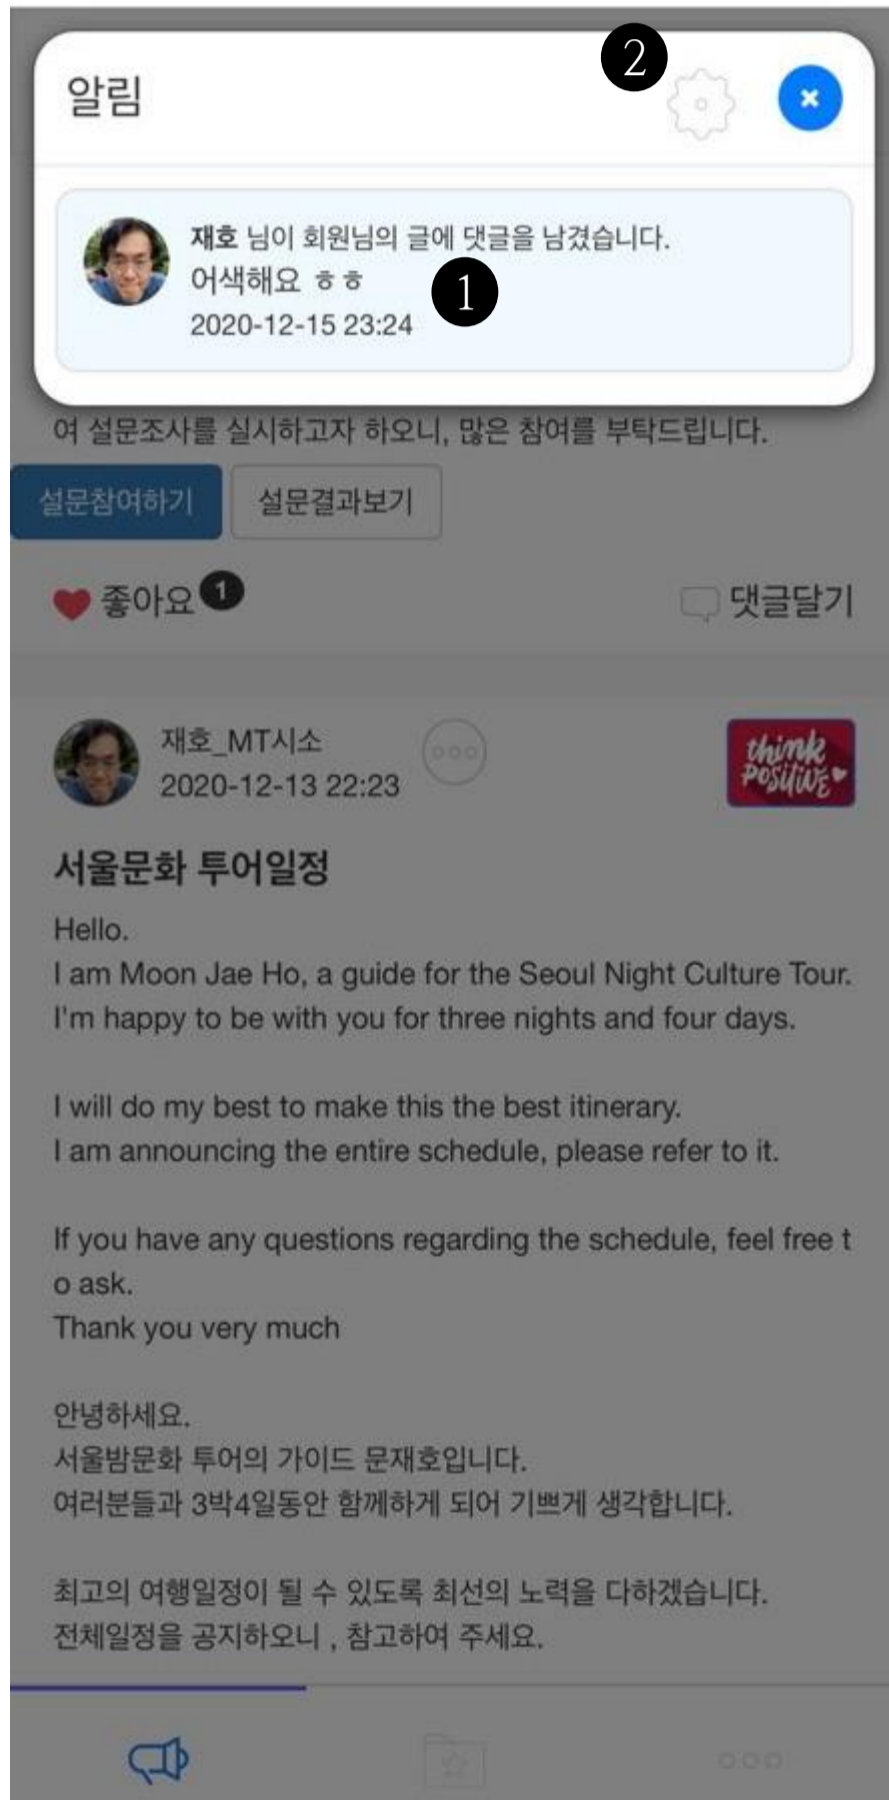 알림
2
재호 님이 회원님의 글에 댓글을 남겼습니다.
어색해요 ㅎㅎ
1
2020-12-15 23:24
여 설문조사를 실시하고자 하오니, 많은 참여를 부탁드립니다.
설문참여하기 설문결과보기
좋아요 1 댓글달기
재호_MT시소
2020-12-13 22:23
think
POSITIVE
서울문화 투어일정
Hello.
I am Moon Jae Ho, a guide for the Seoul Night Culture Tour.
I'm happy to be with you for three nights and four days.
I will do my best to make this the best itinerary.
I am announcing the entire schedule, please refer to it.
If you have any questions regarding the schedule, feel free t
o ask.
Thank you very much
안녕하세요.
서울밤문화 투어의 가이드 문재호입니다.
여러분들과 3박4일동안 함께하게 되어 기쁘게 생각합니다.
최고의 여행일정이 될 수 있도록 최선의 노력을 다하겠습니다.
전체일정을 공지하오니 , 참고하여 주세요.